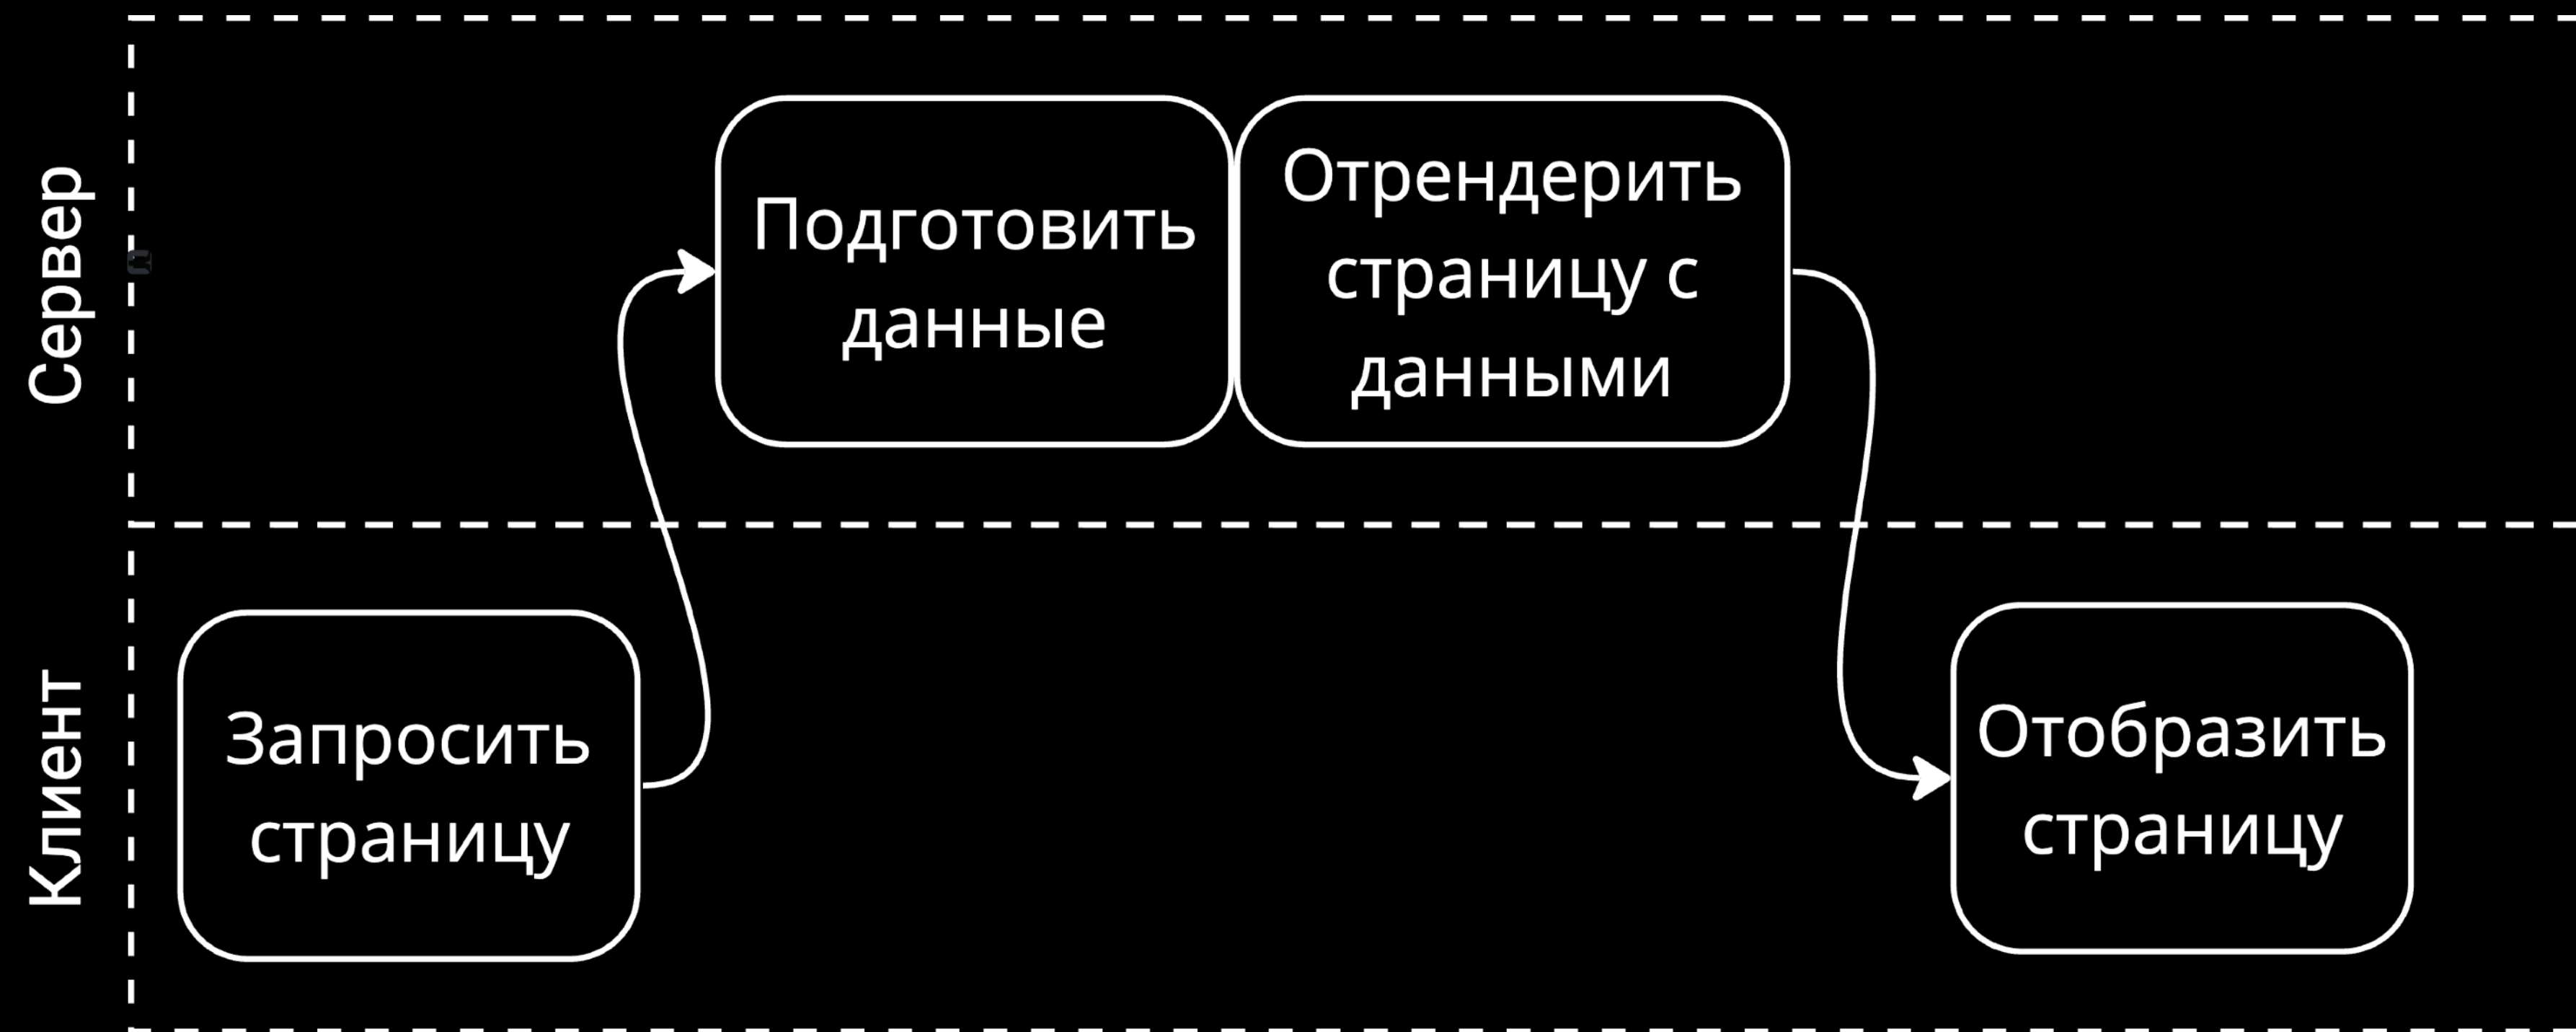 Сервер
Подготовить
данные
Отрендерить
страницу с
данными
Клиент
Запросить
страницу
Отобразить
страницу